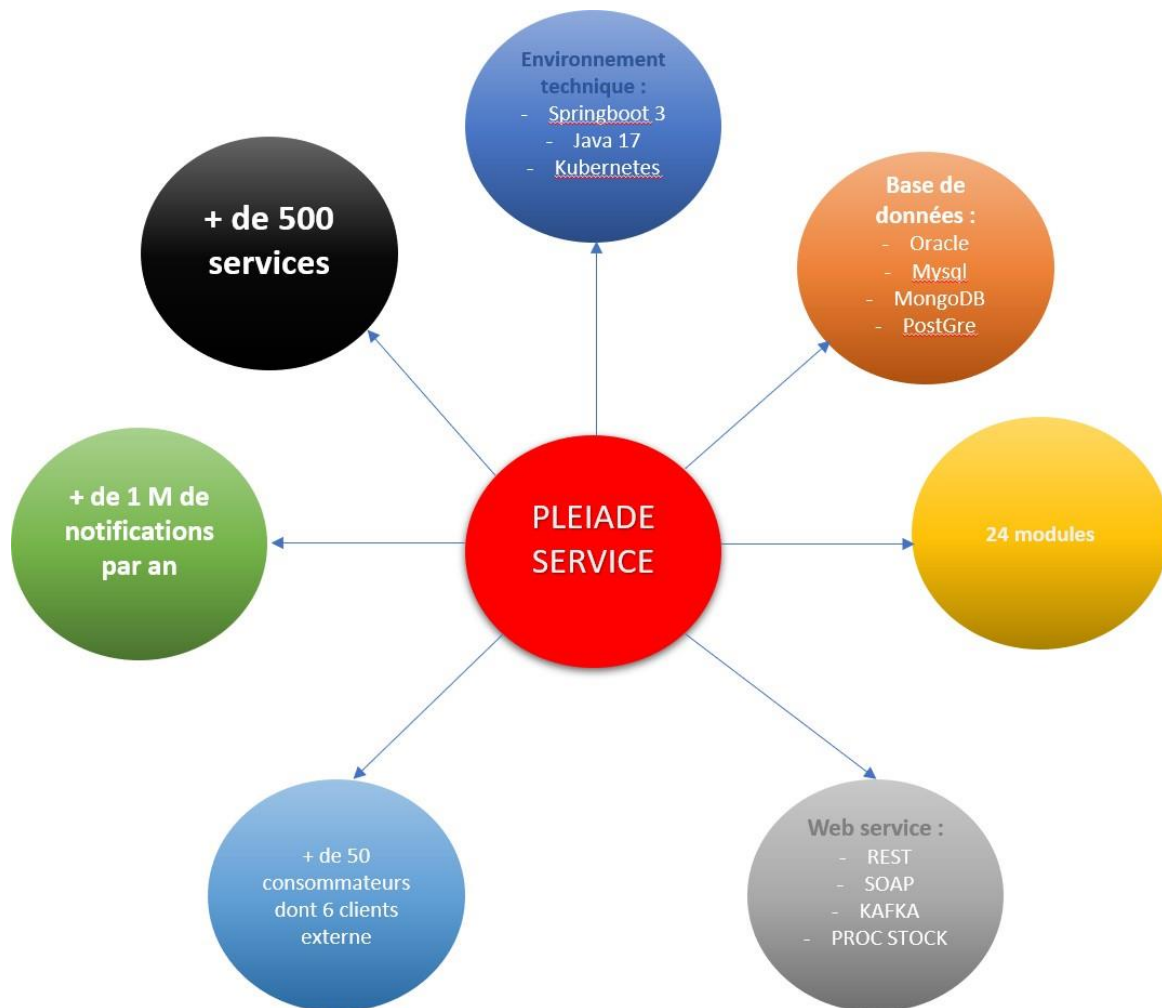 Environnement
technique :
- Springboot 3
- Java 17
- Kubernetes
+ de 500
services
Base de
données :
- Oracle
- Mysql
- MongoDB
- PostGre
+ de 1 M de
notifications
par an
PLEIADE
SERVICE
24 modules
+ de 50
consommateurs
dont 6 clients
externe
Web service :
- REST
- SOAP
- KAFKA
- PROC STOCK